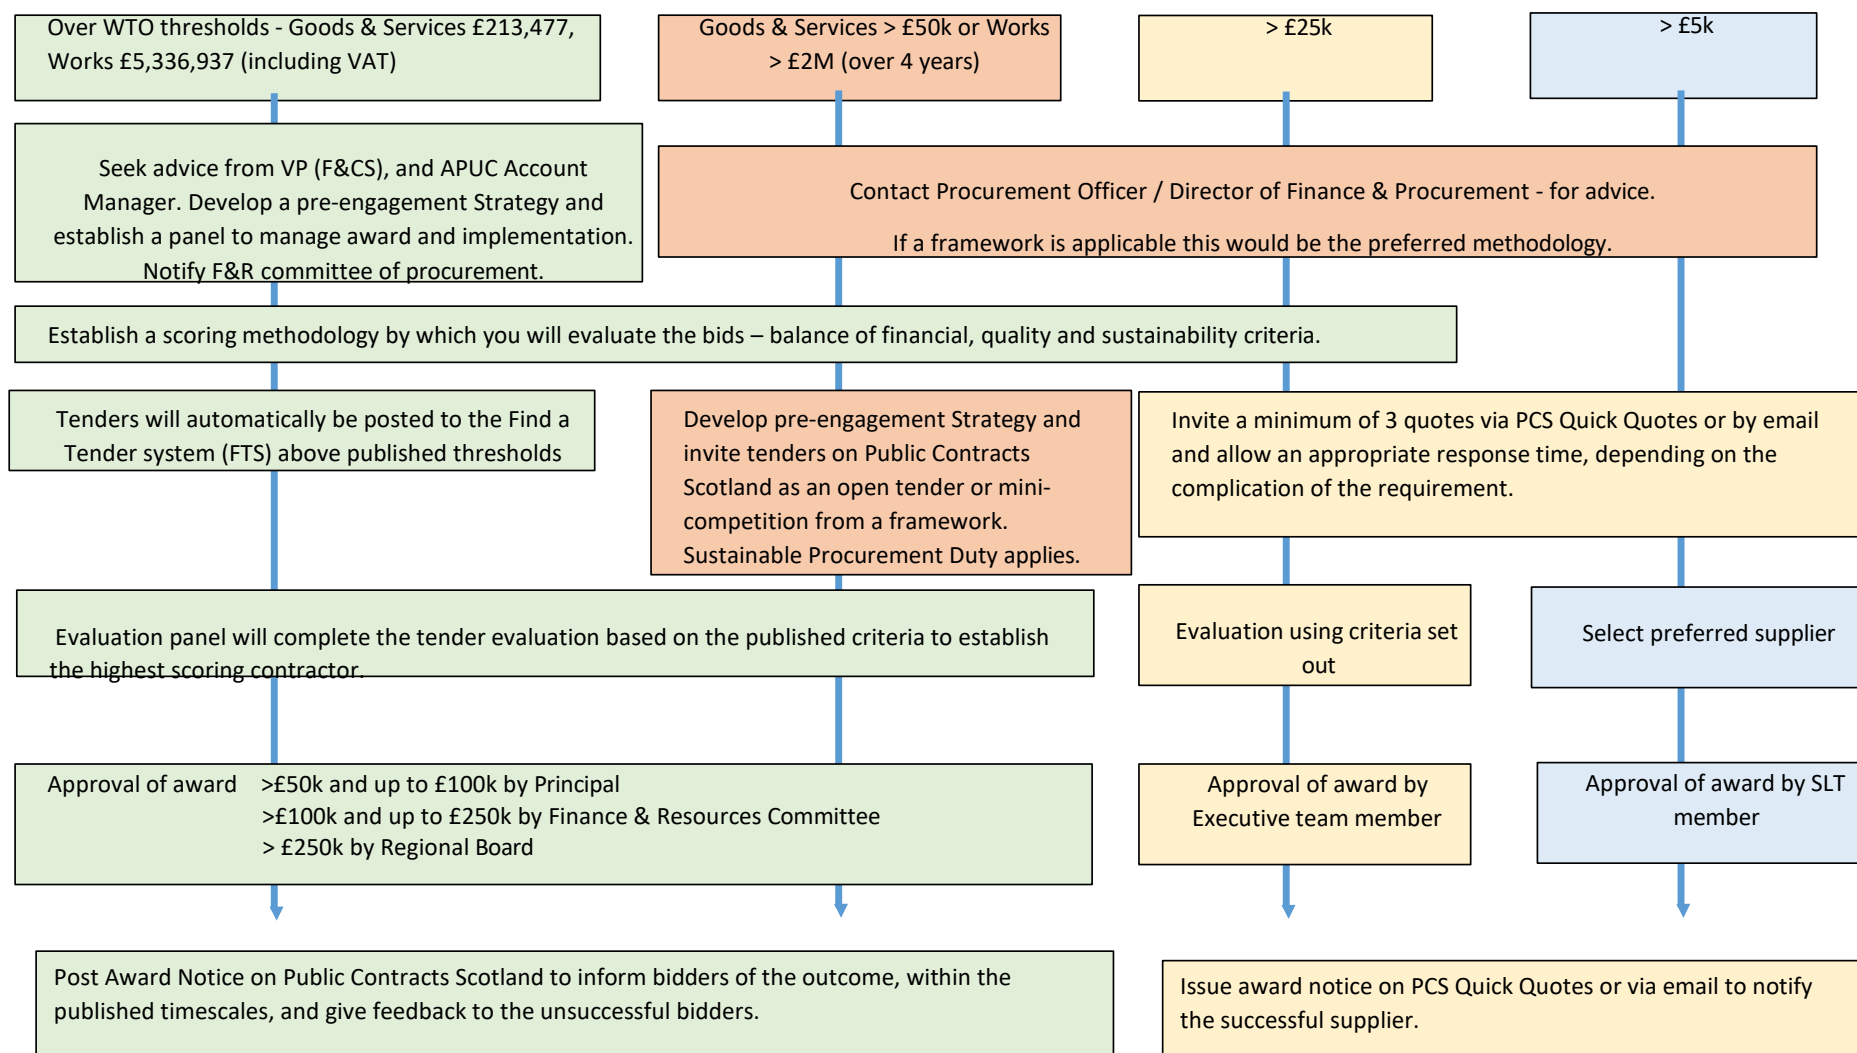 Over WTO thresholds - Goods & Services £213,477,
Works £5,336,937 (including VAT)
Goods & Services > £50k or Works
> £2M (over 4 years)
> £25k
> £5k
Seek advice from VP (F&CS), and APUC Account
Manager. Develop a pre-engagement Strategy and
establish a panel to manage award and implementation.
Notify F&R committee of procurement.
Contact Procurement Officer / Director of Finance & Procurement - for advice.
If a framework is applicable this would be the preferred methodology.
Establish a scoring methodology by which you will evaluate the bids – balance of financial, quality and sustainability criteria.
Tenders will automatically be posted to the Find a
Tender system (FTS) above published thresholds
Develop pre-engagement Strategy and
invite tenders on Public Contracts
Scotland as an open tender or mini-
competition from a framework.
Sustainable Procurement Duty applies.
Invite a minimum of 3 quotes via PCS Quick Quotes or by email
and allow an appropriate response time, depending on the
complication of the requirement.
Evaluation panel will complete the tender evaluation based on the published criteria to establish
the highest scoring contractor.
Evaluation using criteria set
out
Select preferred supplier
Approval of award >£50k and up to £100k by Principal
>£100k and up to £250k by Finance & Resources Committee
> £250k by Regional Board
Approval of award by
Executive team member
Approval of award by SLT
member
Post Award Notice on Public Contracts Scotland to inform bidders of the outcome, within the
published timescales, and give feedback to the unsuccessful bidders.
Issue award notice on PCS Quick Quotes or via email to notify
the successful supplier.